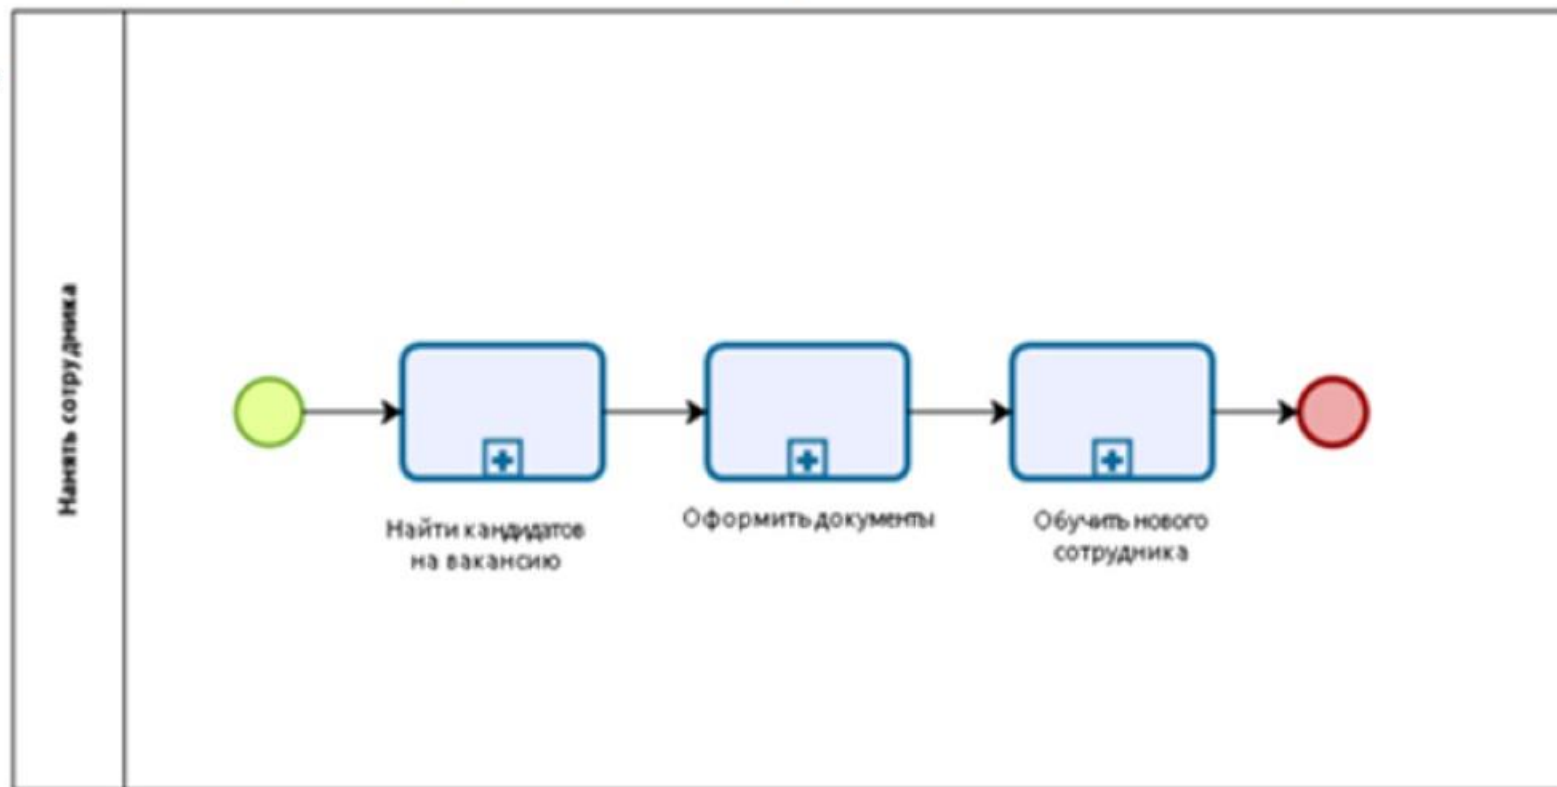 Нанять сотрудника
Найти кандидатов
на вакансию
Оформить документы
Обучить нового
сотрудника